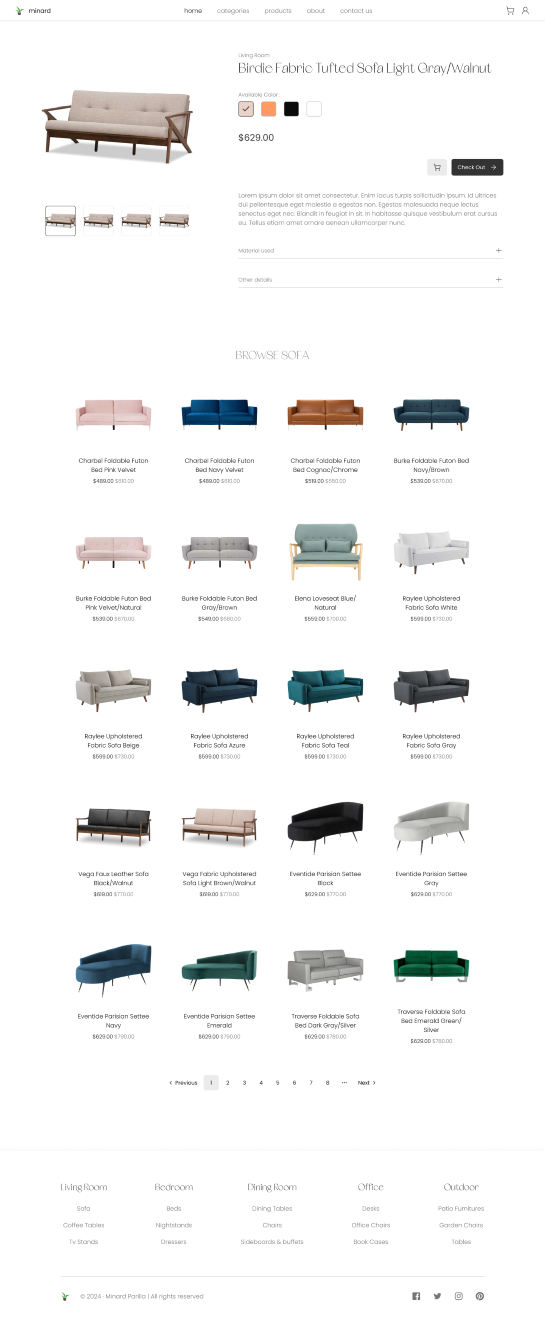 minard
home categories products about contact us
Living Room
Birdie Fabric Tufted Sofa Light Gray/Walnut
Available Color
$629.00
Check Out
Lorem ipsum dolor sit amet consectetur. Enim lacus turpis sollicitudin ipsum. Id ultrices
dui pellentesque eget molestie a egestas non. Egestas malesuada neque lectus
senectus eget nec. Blandit in feugiat in sit. In habitasse quisque vestibulum erat cursus
eu. Tellus etiam amet ornare aenean ullamcorper nunc.
Material used
Other details
BROWSE SOFA
Charbel Foldable Futon
Bed Pink Velvet
$489.00 $610.00
Charbel Foldable Futon
Bed Navy Velvet
$489.00 $610.00
Charbel Foldable Futon
Bed Cognac/Chrome
$519.00 $650.00
Burke Foldable Futon Bed
Navy/Brown
$539.00 $670.00
Burke Foldable Futon Bed
Pink Velvet/Natural
$539.00 $670.00
Burke Foldable Futon Bed
Gray/Brown
$549.00 $680.00
Elena Loveseat Blue/
Natural
$559.00 $700.00
Raylee Upholstered
Fabric Sofa White
$599.00 $730.00
Raylee Upholstered
Fabric Sofa Beige
$599.00 $730.00
Raylee Upholstered
Fabric Sofa Azure
$599.00 $730.00
Raylee Upholstered
Fabric Sofa Teal
$599.00 $730.00
Raylee Upholstered
Fabric Sofa Gray
$599.00 $730.00
Vega Faux Leather Sofa
Black/Walnut
$619.00 $770.00
Vega Fabric Upholstered
Sofa Light Brown/Walnut
$619.00 $770.00
Eventide Parisian Settee
Black
$629.00 $770.00
Eventide Parisian Settee
Gray
$629.00 $770.00
Eventide Parisian Settee
Navy
$629.00 $790.00
Eventide Parisian Settee
Emerald
$629.00 $790.00
Traverse Foldable Sofa
Bed Dark Gray/Silver
$629.00 $780.00
Traverse Foldable Sofa
Bed Emerald Green/
Silver
$629.00 $780.00
Previous 1 2 3 4 5 6 7 8 ••• Next
Living Room
Sofa
Coffee Tables
Tv Stands
Bedroom
Beds
Nightstands
Dressers
Dining Room
Dining Tables
Chairs
Sideboards & buffets
Office
Desks
Office Chairs
Book Cases
Outdoor
Patio Furnitures
Garden Chairs
Tables
© 2024 · Minard Parilla | All rights reserved